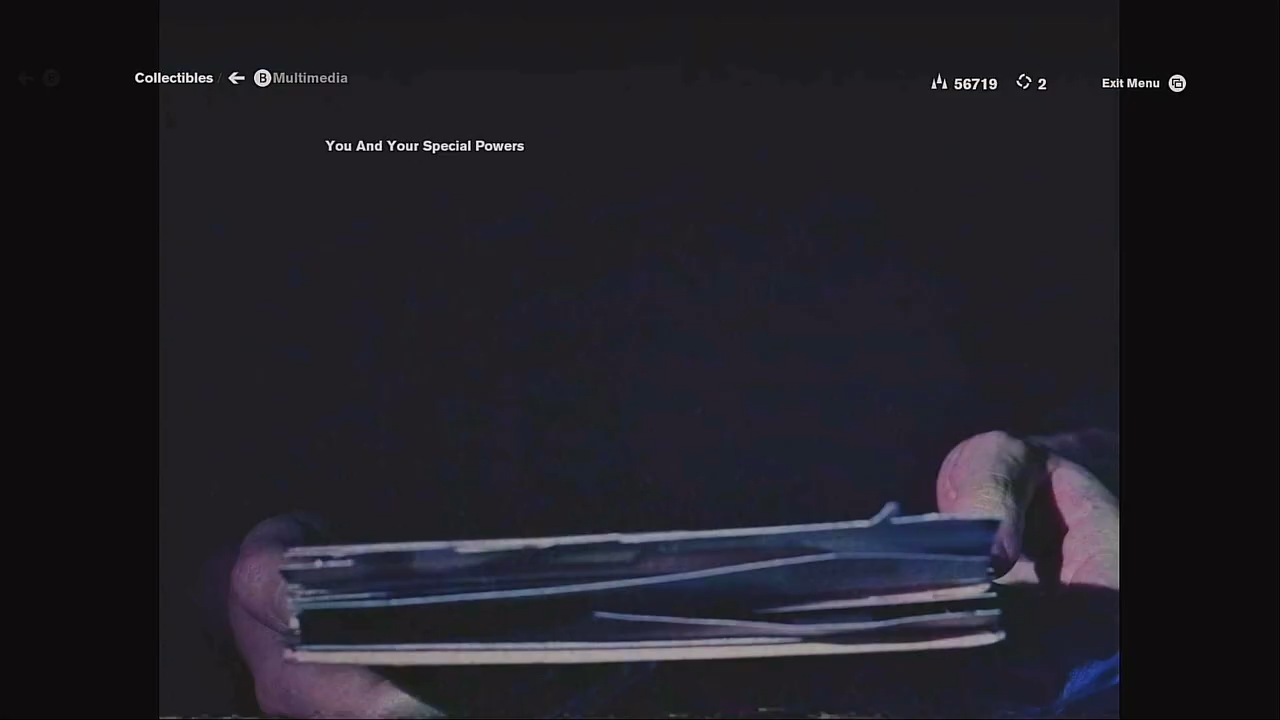 Collectibles / ← B Multimedia
56719 2 Exit Menu
You And Your Special Powers